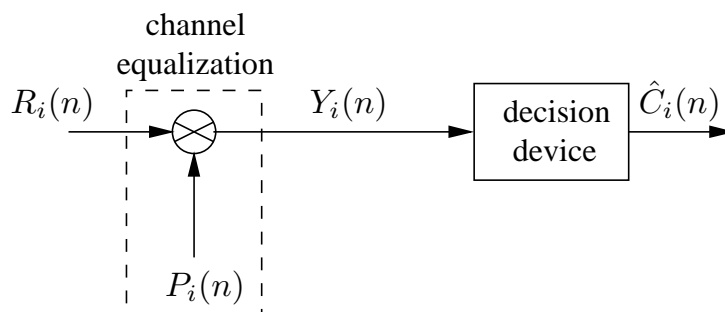 channel
equalization
R_i(n)
Y_i(n)
decision
device
Ĉ_i(n)
P_i(n)